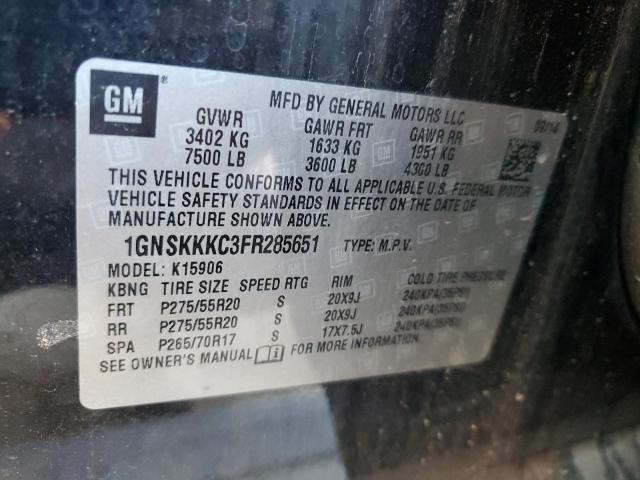 GM
MFD BY GENERAL MOTORS LLC
09/14
GVWR GAWR FRT GAWR RR
3402 KG 1633 KG 1951 KG
7500 LB 3600 LB 4300 LB
THIS VEHICLE CONFORMS TO ALL APPLICABLE U.S. FEDERAL MOTOR
VEHICLE SAFETY STANDARDS IN EFFECT ON THE DATE OF
MANUFACTURE SHOWN ABOVE.
1GNSKKKC3FR285651 TYPE: M.P.V.
MODEL: K15906
KBNG TIRE SIZE SPEED RTG RIM COLD TIRE PRESSURE
FRT P275/55R20 S 20X9J 240KPA(35PSI)
RR P275/55R20 S 20X9J 240KPA(35PSI)
SPA P265/70R17 S 17X7.5J 240KPA(35PSI)
SEE OWNER'S MANUAL FOR MORE INFORMATION.